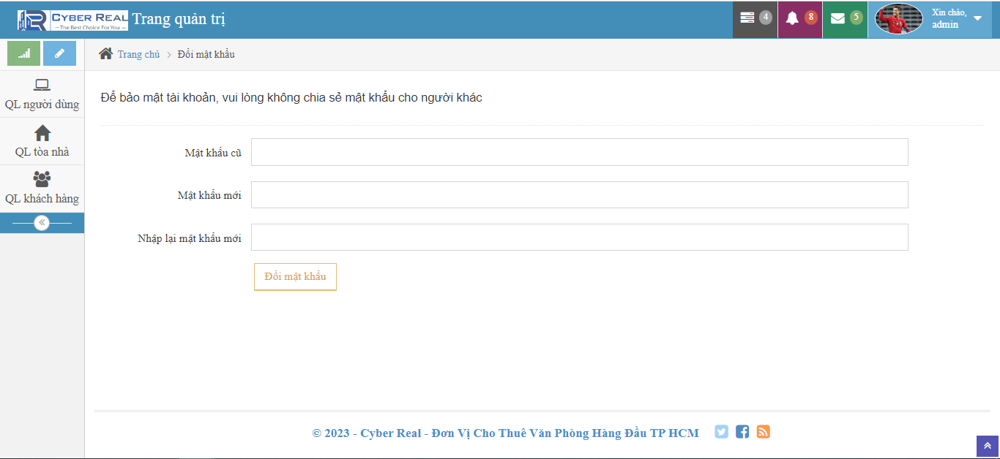 CYBER REAL
The Best Choice For You
Trang quản trị
4
8
5
Xin chào,
admin
Trang chủ
Đổi mật khẩu
QL người dùng
QL tòa nhà
QL khách hàng
Để bảo mật tài khoản, vui lòng không chia sẻ mật khẩu cho người khác
Mật khẩu cũ
Mật khẩu mới
Nhập lại mật khẩu mới
Đổi mật khẩu
© 2023 - Cyber Real - Đơn Vị Cho Thuê Văn Phòng Hàng Đầu TP HCM